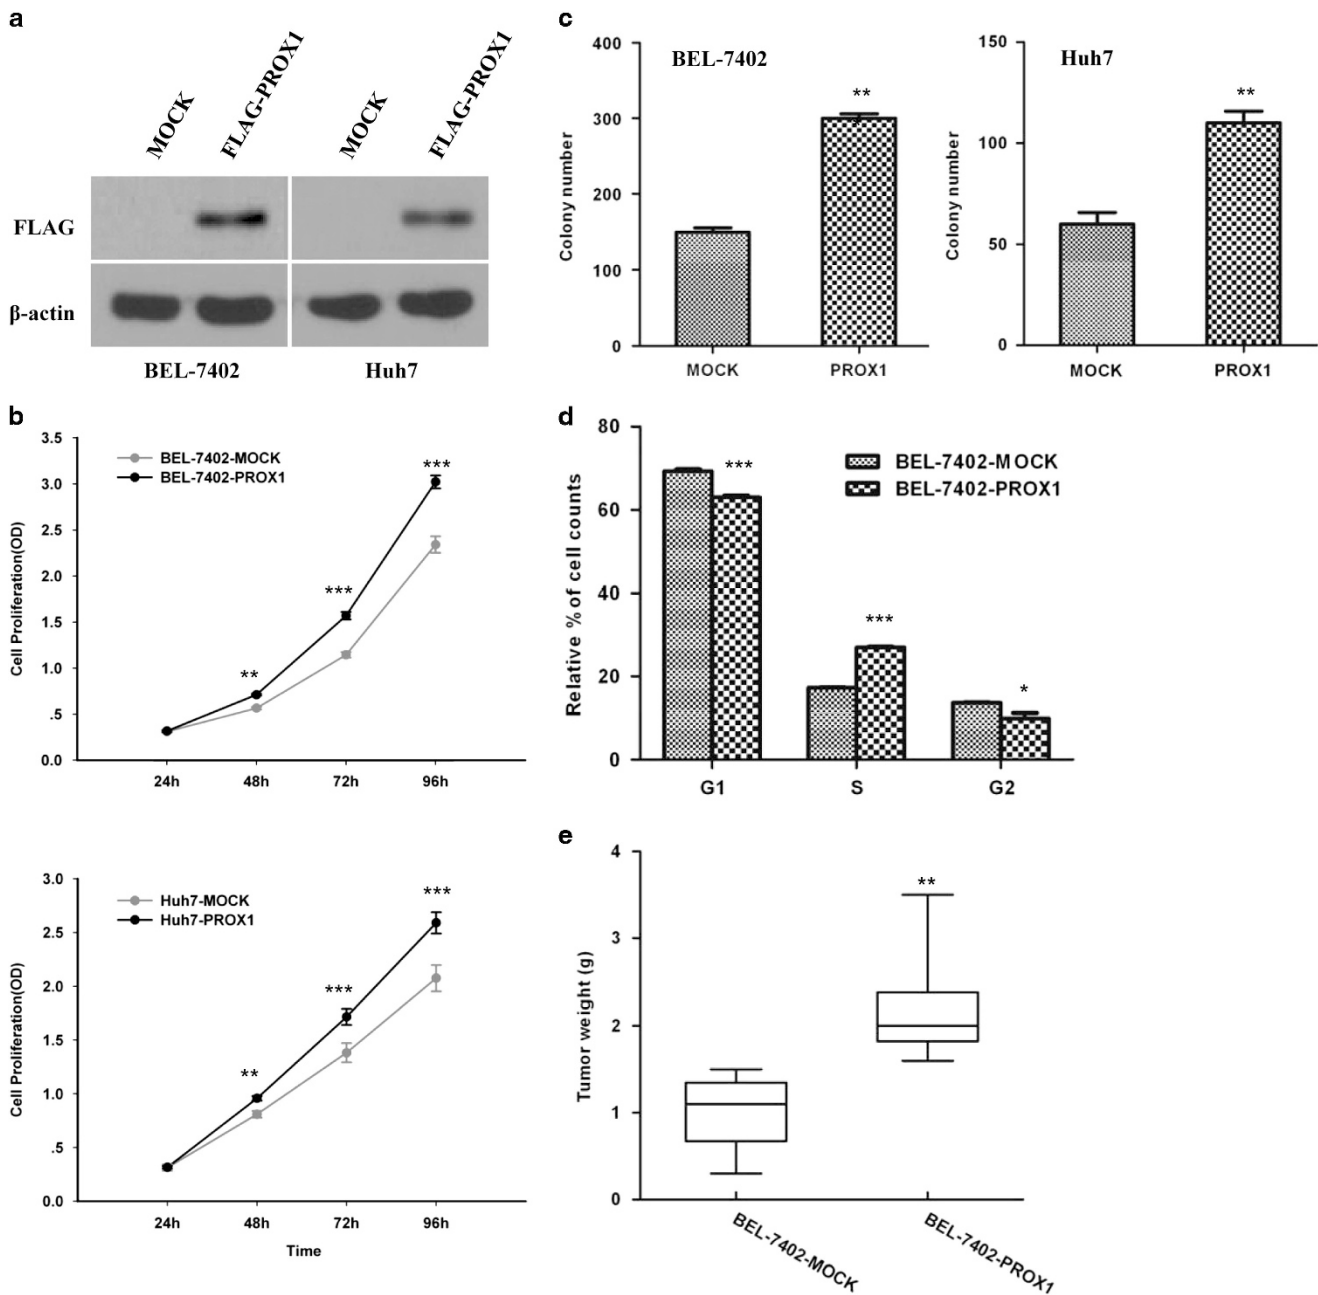 a
MOCK
FLAG-PROX1
MOCK
FLAG-PROX1
FLAG
β-actin
BEL-7402
Huh7
b
3.5
3.0
2.5
2.0
1.5
1.0
.5
0.0
Cell Proliferation(OD)
BEL-7402-MOCK
BEL-7402-PROX1
**
***
***
24h
48h
72h
96h
3.0
2.5
2.0
1.5
1.0
.5
0.0
Cell Proliferation(OD)
Huh7-MOCK
Huh7-PROX1
**
***
***
24h
48h
72h
96h
Time
c
400
300
200
100
0
Colony number
BEL-7402
**
MOCK
PROX1
150
100
50
0
Colony number
Huh7
**
MOCK
PROX1
d
80
60
40
20
0
Relative % of cell counts
BEL-7402-MOCK
BEL-7402-PROX1
***
***
*
G1
S
G2
e
4
3
2
1
0
Tumor weight (g)
**
BEL-7402-MOCK
BEL-7402-PROX1